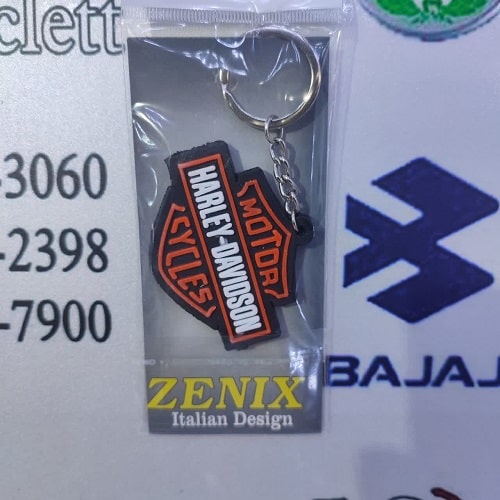 clett
-3060
-2398
-7900
MOTOR
HARLEY-DAVIDSON
CYCLES
ZENIX
Italian Design
BAJAJ